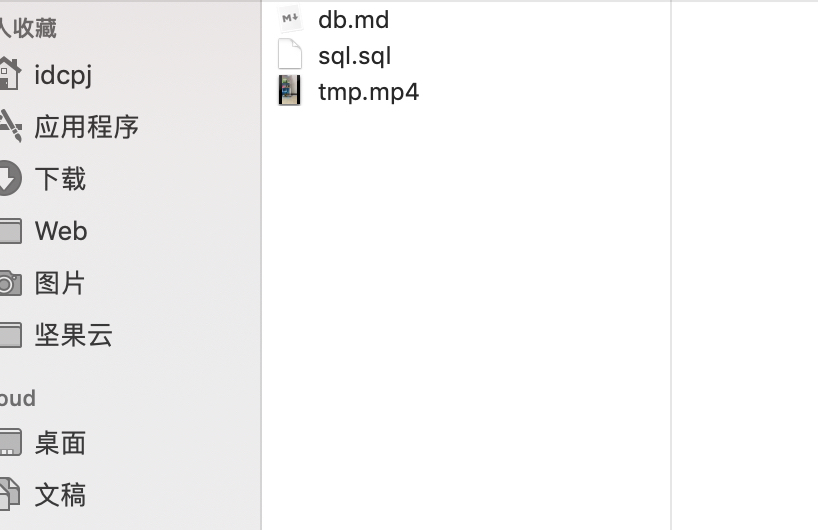 人收藏
idcpj
应用程序
下载
Web
图片
坚果云
oud
桌面
文稿
M↓
db.md
sql.sql
tmp.mp4